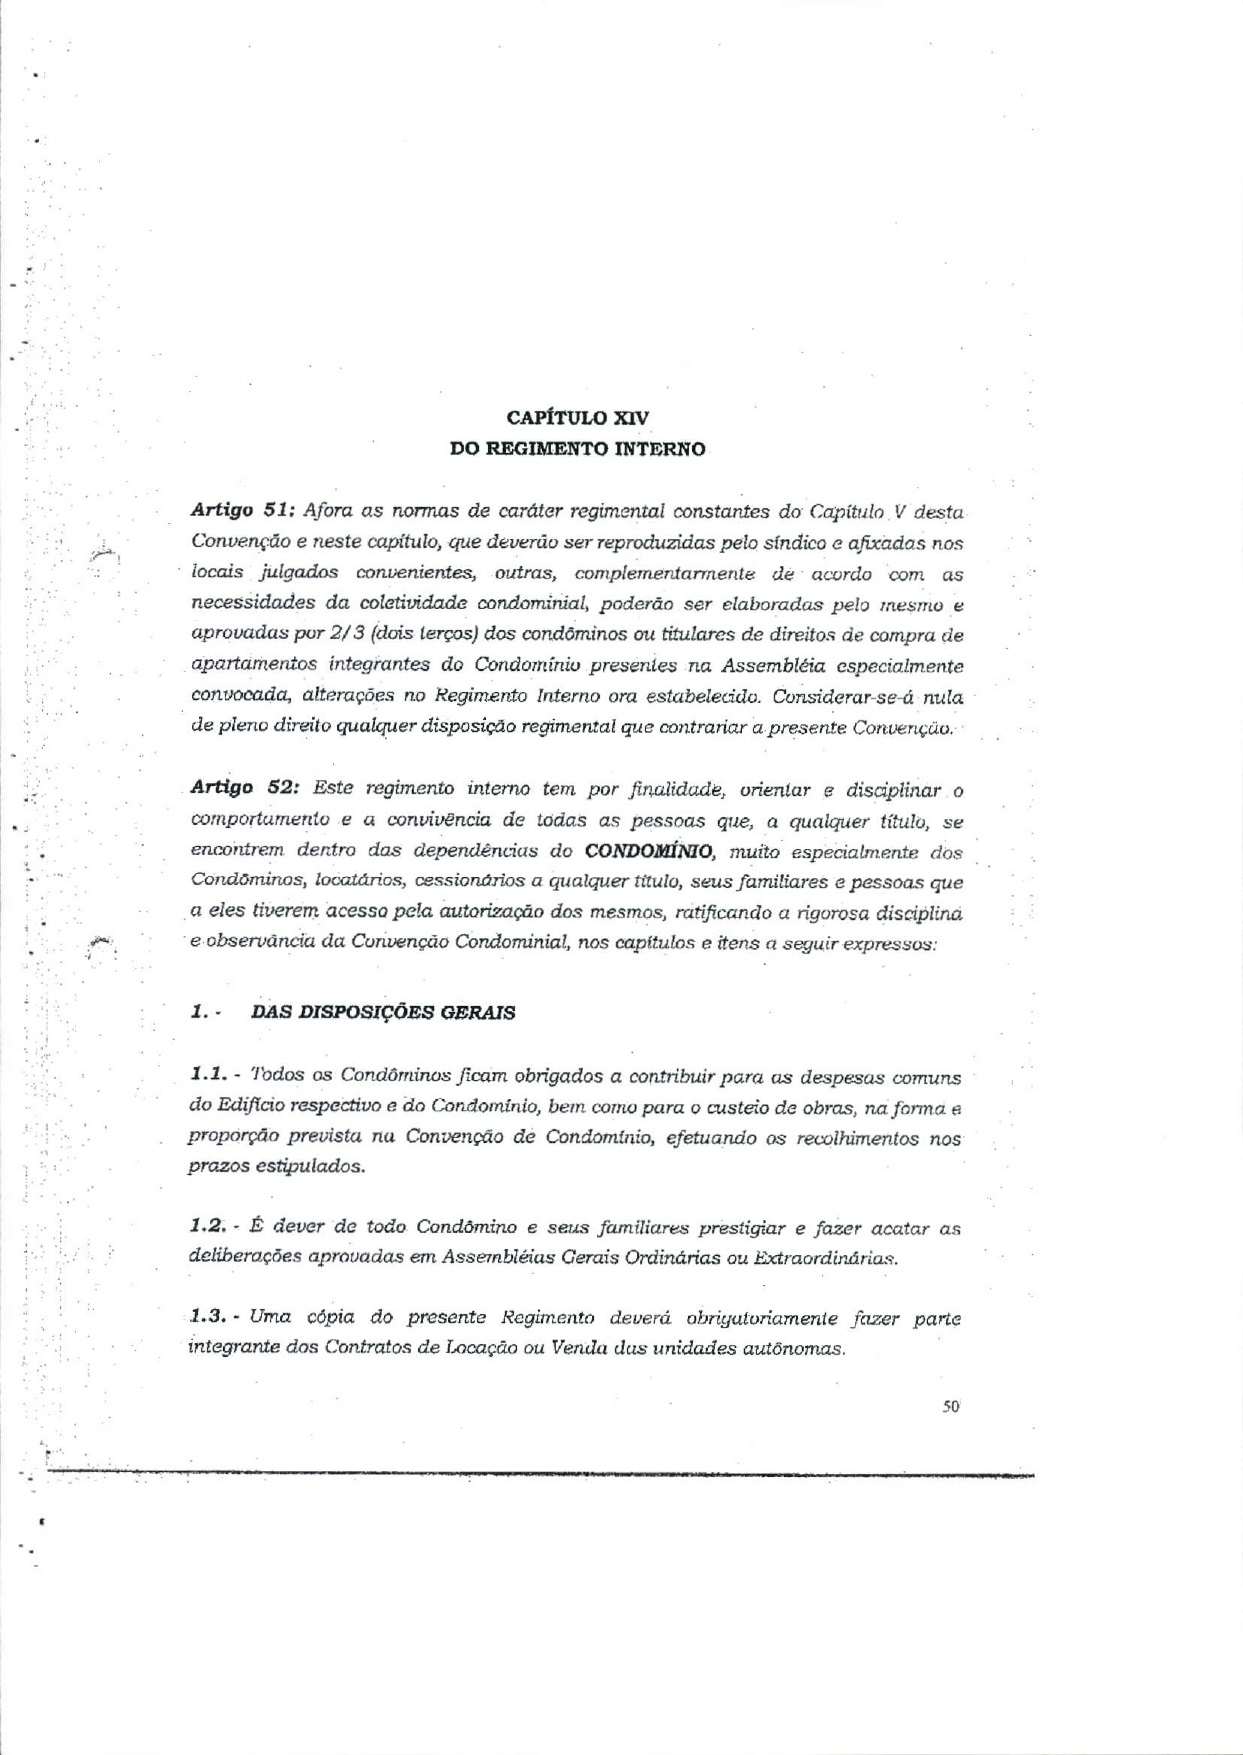 CAPÍTULO XIV
DO REGIMENTO INTERNO
Artigo 51: Afora as normas de caráter regimental constantes do Capítulo V desta
Convenção e neste capítulo, que deverão ser reproduzidas pelo síndico e afixadas nos
locais julgados convenientes, outras, complementarmente de acordo com as
necessidades da coletividade condominial, poderão ser elaboradas pelo mesmo e
aprovadas por 2/3 (dois terços) dos condôminos ou titulares de direitos de compra de
apartamentos integrantes do Condomínio presentes na Assembléia especialmente
convocada, alterações no Regimento Interno ora estabelecido. Considerar-se-á nula
de pleno direito qualquer disposição regimental que contrariar a presente Convenção.
Artigo 52: Este regimento interno tem por finalidade, orientar e disciplinar o
comportamento e a convivência de todas as pessoas que, a qualquer título, se
encontrem dentro das dependências do CONDOMÍNIO, muito especialmente dos
Condôminos, locatários, cessionários a qualquer título, seus familiares e pessoas que
a eles tiverem acesso pela autorização dos mesmos, ratificando a rigorosa disciplina
e observância da Convenção Condominial, nos capítulos e itens a seguir expressos:
1. - DAS DISPOSIÇÕES GERAIS
1.1. - Todos os Condôminos ficam obrigados a contribuir para as despesas comuns
do Edifício respectivo e do Condomínio, bem como para o custeio de obras, na forma e
proporção prevista na Convenção de Condomínio, efetuando os recolhimentos nos
prazos estipulados.
1.2. - É dever de todo Condômino e seus familiares prestigiar e fazer acatar as
deliberações aprovadas em Assembléias Gerais Ordinárias ou Extraordinárias.
1.3. - Uma cópia do presente Regimento deverá obrigatoriamente fazer parte
integrante dos Contratos de Locação ou Venda das unidades autônomas.
50